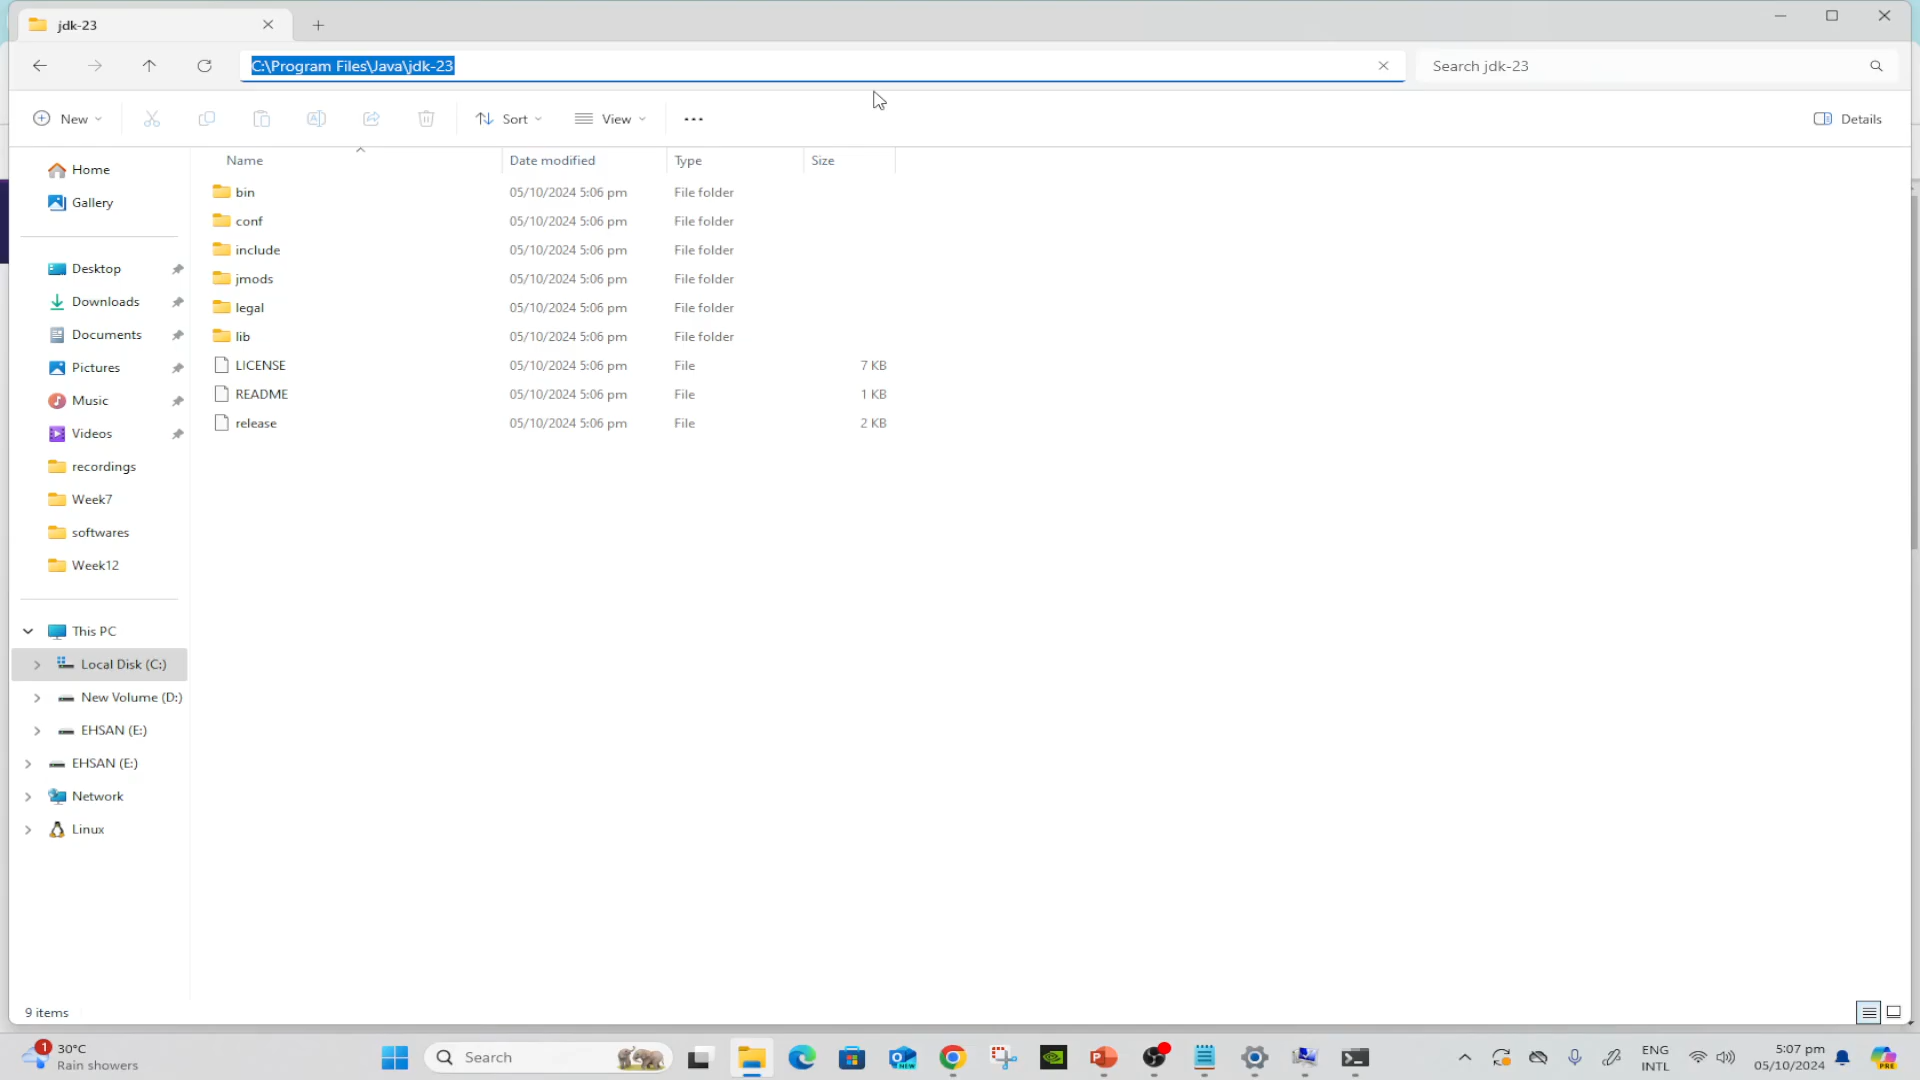 jdk-23
C:\Program Files\Java\jdk-23
Search jdk-23
New
Sort
View
Details
Name Date modified Type Size
Home
Gallery
Desktop
Downloads
Documents
Pictures
Music
Videos
recordings
Week7
softwares
Week12
This PC
Local Disk (C:)
New Volume (D:)
EHSAN (E:)
EHSAN (E:)
Network
Linux
bin 05/10/2024 5:06 pm File folder
conf 05/10/2024 5:06 pm File folder
include 05/10/2024 5:06 pm File folder
jmods 05/10/2024 5:06 pm File folder
legal 05/10/2024 5:06 pm File folder
lib 05/10/2024 5:06 pm File folder
LICENSE 05/10/2024 5:06 pm File 7 KB
README 05/10/2024 5:06 pm File 1 KB
release 05/10/2024 5:06 pm File 2 KB
9 items
1
30°C
Rain showers
Search
NEW
ENG
INTL
5:07 pm
05/10/2024
PRE